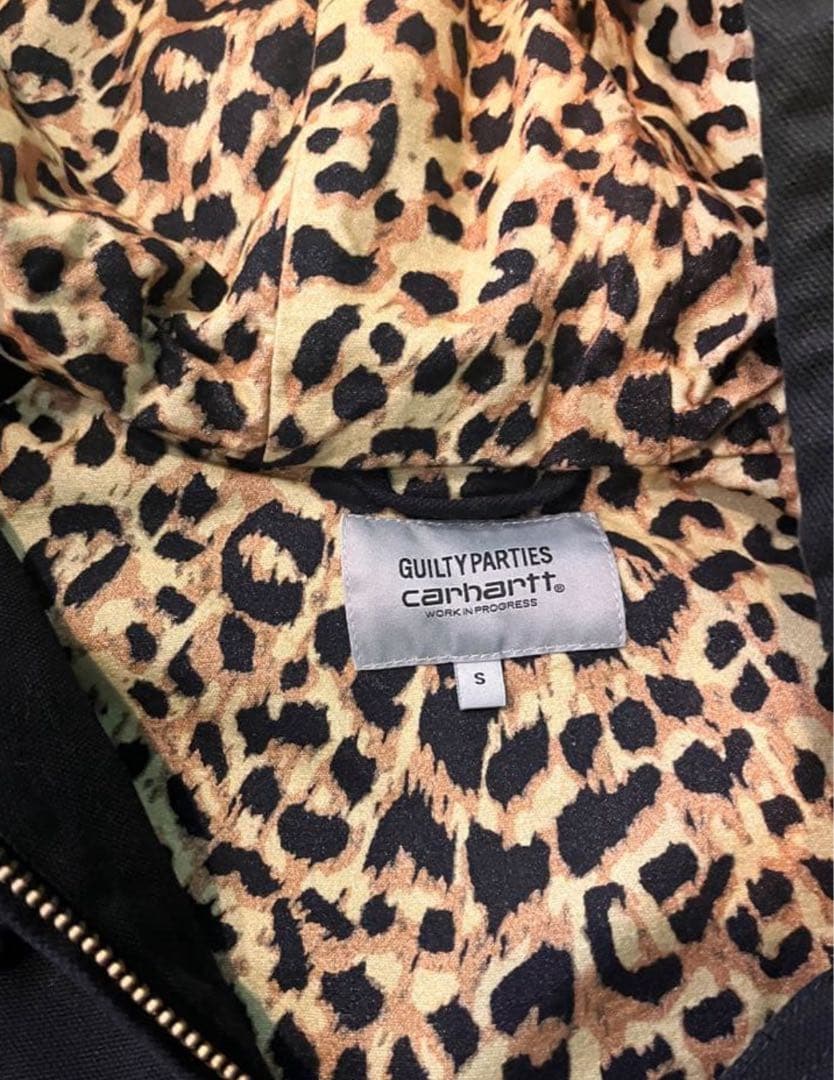 GUILTY PARTIES
carhartt®
WORK IN PROGRESS
S